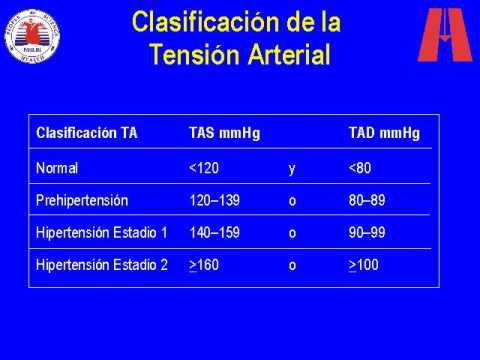 Clasificación de la
Tensión Arterial
Clasificación TA TAS mmHg TAD mmHg
Normal <120 y <80
Prehipertensión 120–139 o 80–89
Hipertensión Estadio 1 140–159 o 90–99
Hipertensión Estadio 2 ≥160 o ≥100